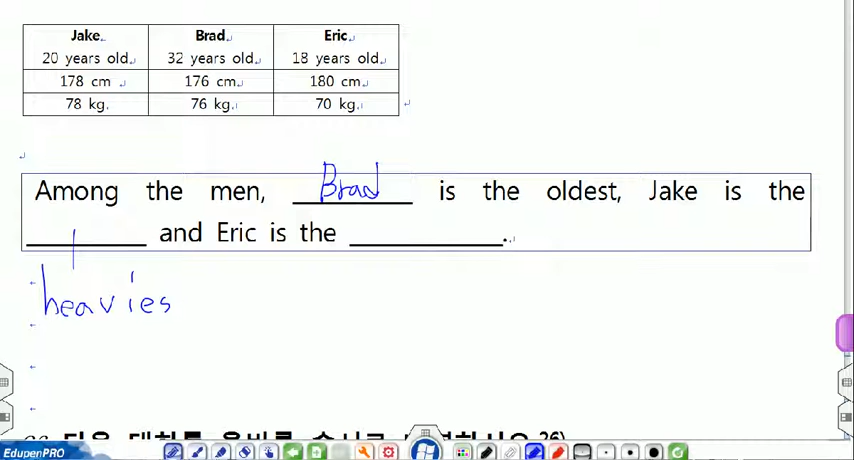 Jake Brad Eric
20 years old. 32 years old. 18 years old.
178 cm 176 cm. 180 cm.
78 kg. 76 kg. 70 kg.
Among the men, Brad is the oldest, Jake is the
__________ and Eric is the ____________.
heavies
EdupenPRO